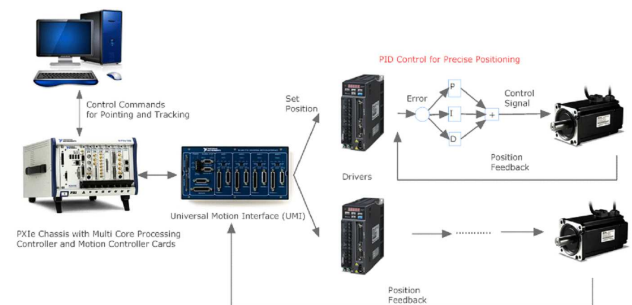 PID Control for Precise Positioning
Control Commands
for Pointing and Tracking
Set
Position
Error
P
I
D
+
Control
Signal
Position
Feedback
Drivers
Universal Motion Interface (UMI)
PXIe Chassis with Multi Core Processing
Controller and Motion Controller Cards
............
Position
Feedback